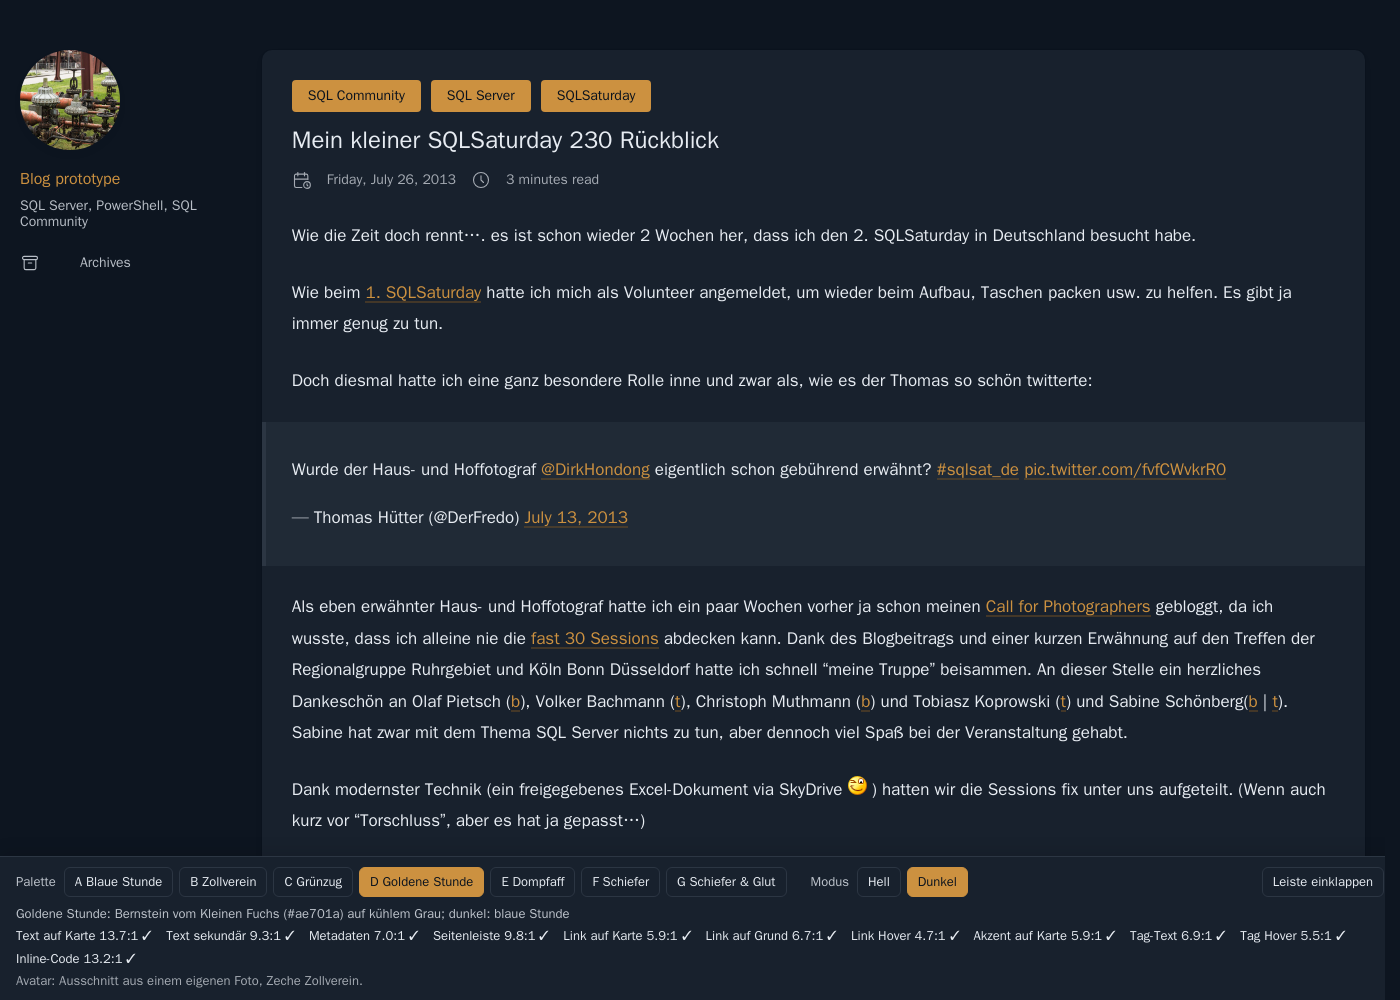 SQL Community SQL Server SQLSaturday
Mein kleiner SQLSaturday 230 Rückblick
Friday, July 26, 2013 3 minutes read
Blog prototype
SQL Server, PowerShell, SQL
Community
Archives
Wie die Zeit doch rennt…. es ist schon wieder 2 Wochen her, dass ich den 2. SQLSaturday in Deutschland besucht habe.
Wie beim 1. SQLSaturday hatte ich mich als Volunteer angemeldet, um wieder beim Aufbau, Taschen packen usw. zu helfen. Es gibt ja
immer genug zu tun.
Doch diesmal hatte ich eine ganz besondere Rolle inne und zwar als, wie es der Thomas so schön twitterte:
Wurde der Haus- und Hoffotograf @DirkHondong eigentlich schon gebührend erwähnt? #sqlsat_de pic.twitter.com/fvfCWvkrR0
— Thomas Hütter (@DerFredo) July 13, 2013
Als eben erwähnter Haus- und Hoffotograf hatte ich ein paar Wochen vorher ja schon meinen Call for Photographers gebloggt, da ich
wusste, dass ich alleine nie die fast 30 Sessions abdecken kann. Dank des Blogbeitrags und einer kurzen Erwähnung auf den Treffen der
Regionalgruppe Ruhrgebiet und Köln Bonn Düsseldorf hatte ich schnell “meine Truppe” beisammen. An dieser Stelle ein herzliches
Dankeschön an Olaf Pietsch (b), Volker Bachmann (t), Christoph Muthmann (b) und Tobiasz Koprowski (t) und Sabine Schönberg(b | t).
Sabine hat zwar mit dem Thema SQL Server nichts zu tun, aber dennoch viel Spaß bei der Veranstaltung gehabt.
Dank modernster Technik (ein freigegebenes Excel-Dokument via SkyDrive 😉 ) hatten wir die Sessions fix unter uns aufgeteilt. (Wenn auch
kurz vor “Torschluss”, aber es hat ja gepasst…)
Palette A Blaue Stunde B Zollverein C Grünzug D Goldene Stunde E Dompfaff F Schiefer G Schiefer & Glut Modus Hell Dunkel Leiste einklappen
Goldene Stunde: Bernstein vom Kleinen Fuchs (#ae701a) auf kühlem Grau; dunkel: blaue Stunde
Text auf Karte 13.7:1 ✓ Text sekundär 9.3:1 ✓ Metadaten 7.0:1 ✓ Seitenleiste 9.8:1 ✓ Link auf Karte 5.9:1 ✓ Link auf Grund 6.7:1 ✓ Link Hover 4.7:1 ✓ Akzent auf Karte 5.9:1 ✓ Tag-Text 6.9:1 ✓ Tag Hover 5.5:1 ✓
Inline-Code 13.2:1 ✓
Avatar: Ausschnitt aus einem eigenen Foto, Zeche Zollverein.